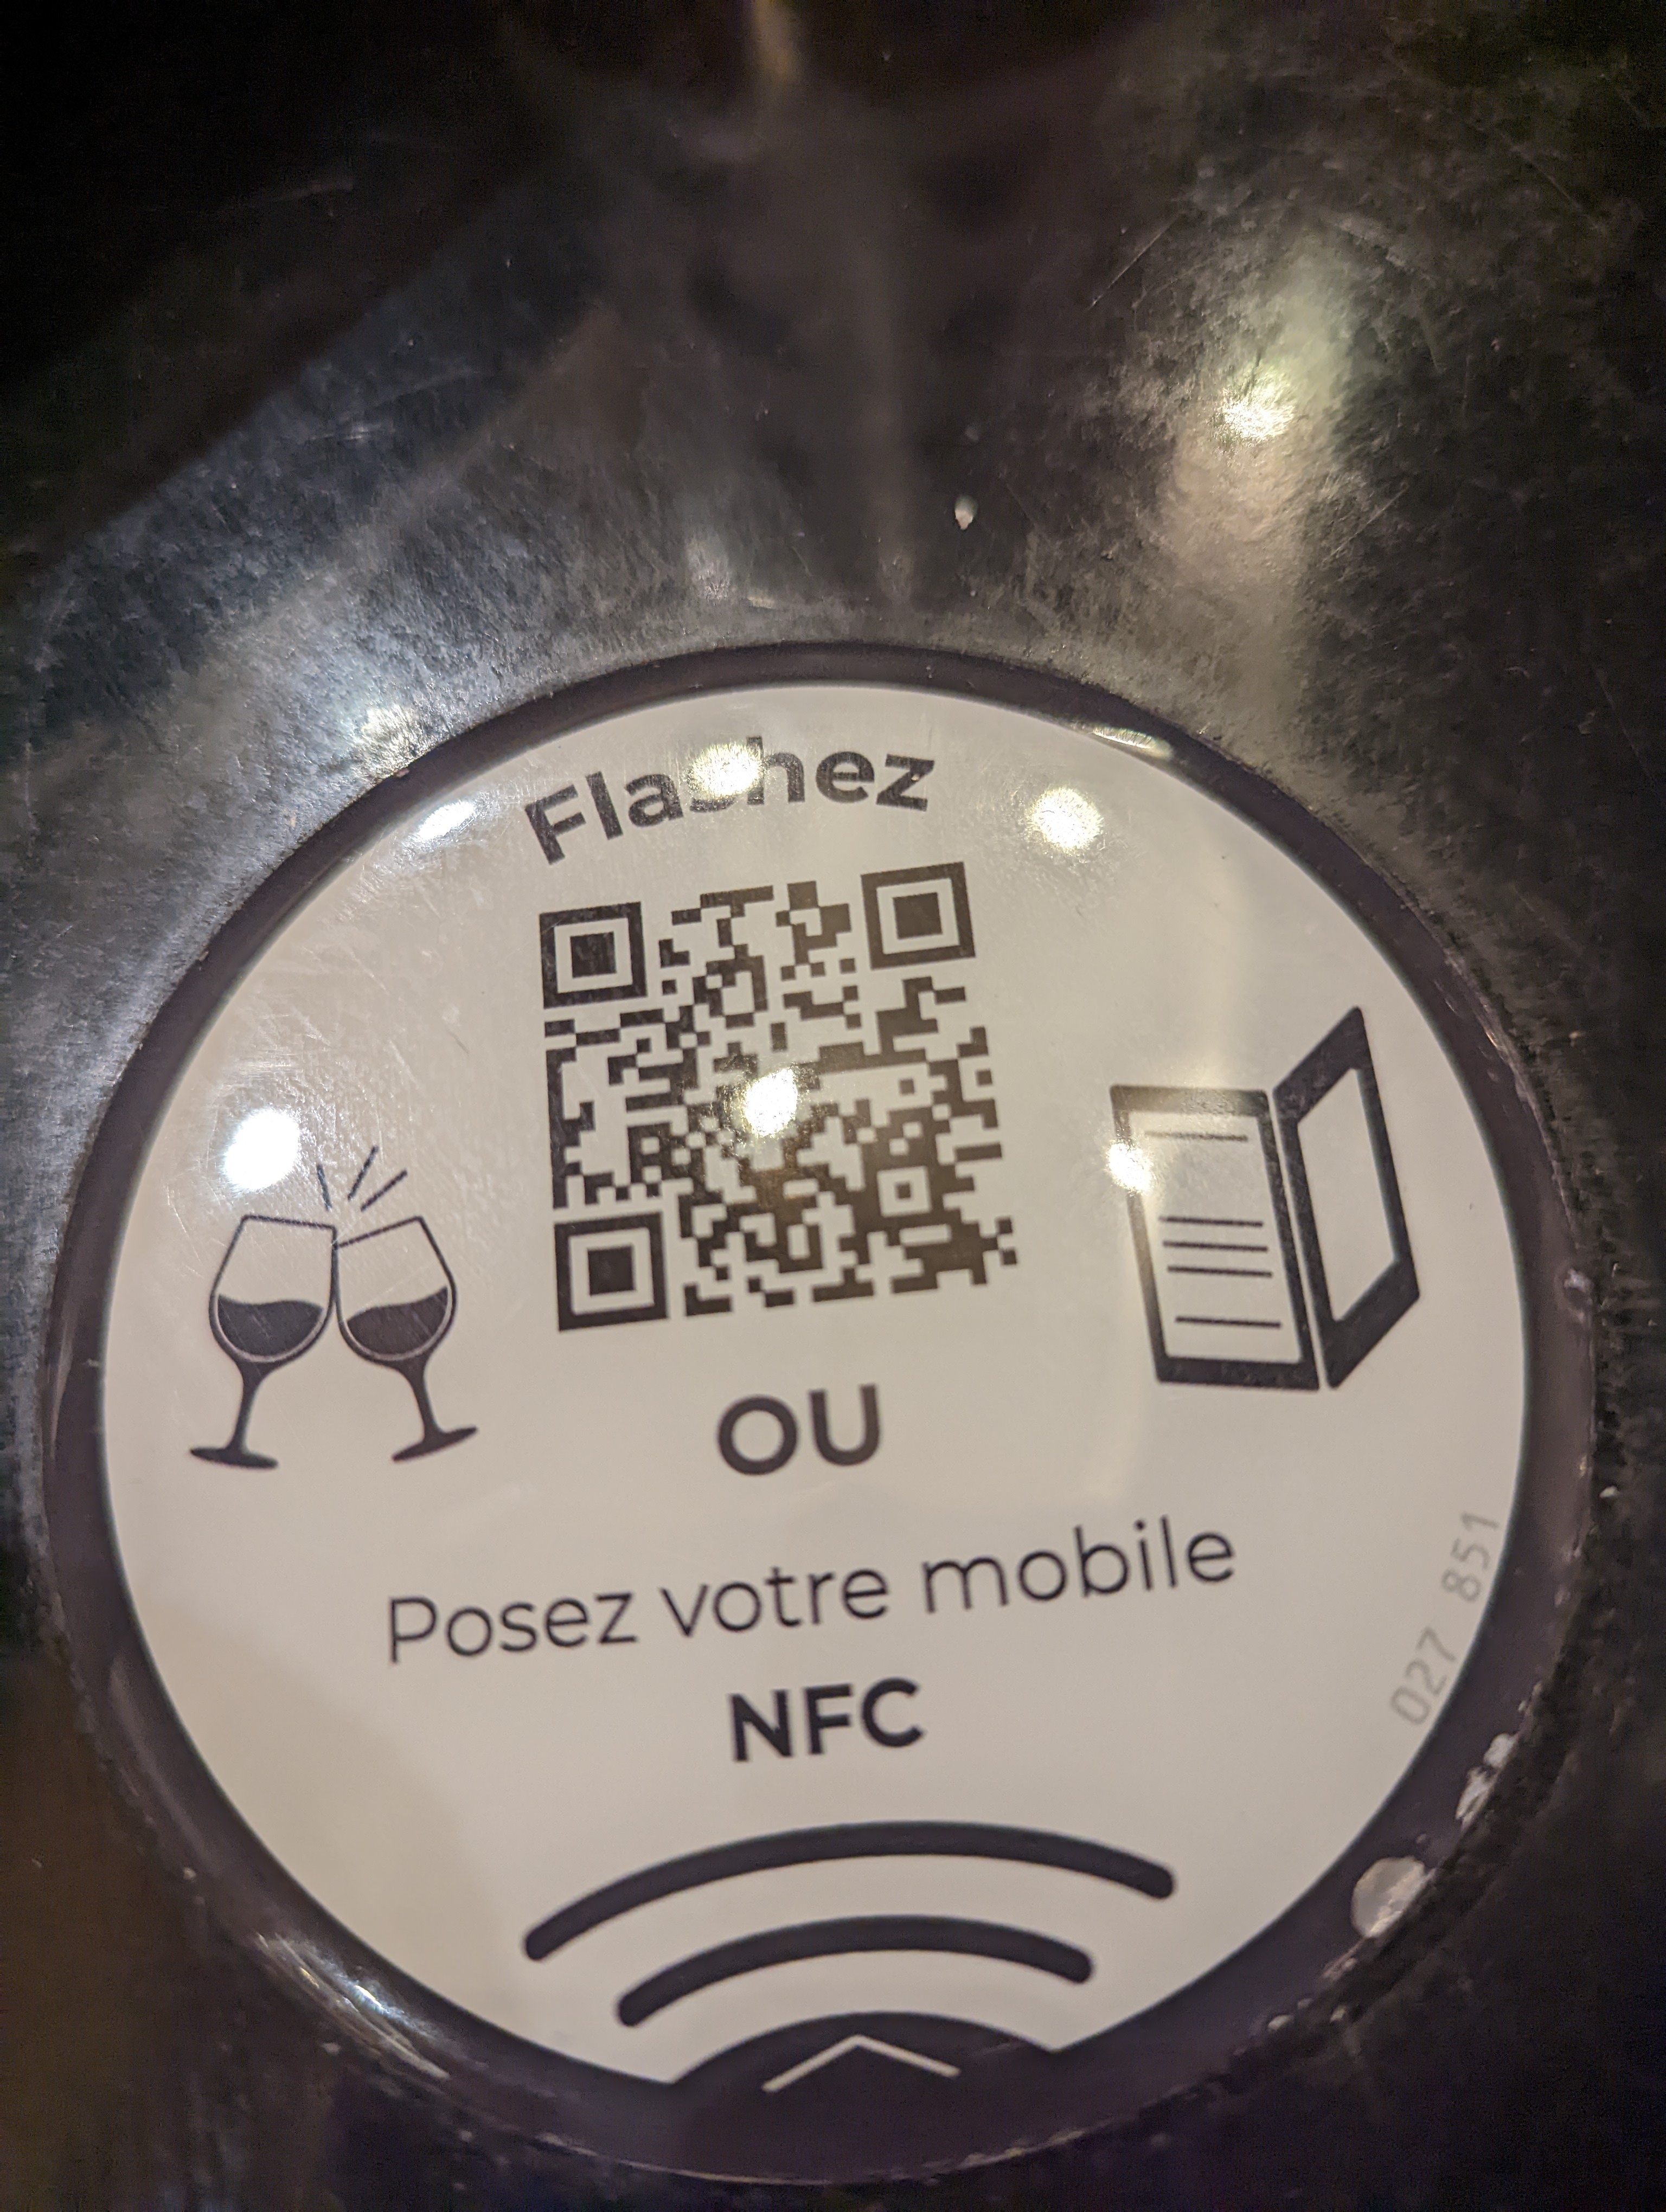 Flashez
OU
Posez votre mobile
NFC
027 851